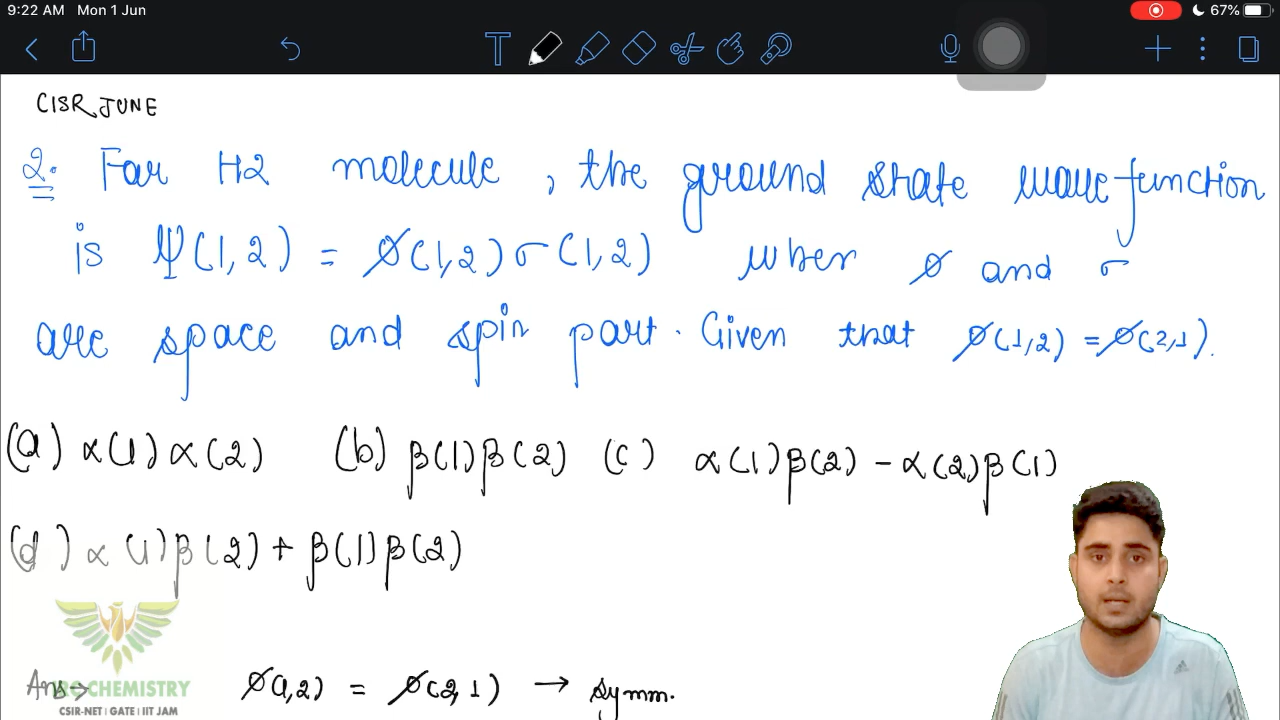 9:22 AM Mon 1 Jun
67%
CISR JUNE
2. For H2 molecule, the ground state wave function
is Ψ(1,2) = ø(1,2) σ(1,2) when ø and σ
are space and spin part. Given that ø(1,2) = ø(2,1).
(a) α(1) α(2) (b) β(1)β(2) (c) α(1)β(2) - α(2)β(1)
(d) α(1)β(2) + β(1)β(2)
Ans→ ø(1,2) = ø(2,1) → symm.
CHEMISTRY
CSIR-NET | GATE | IIT JAM